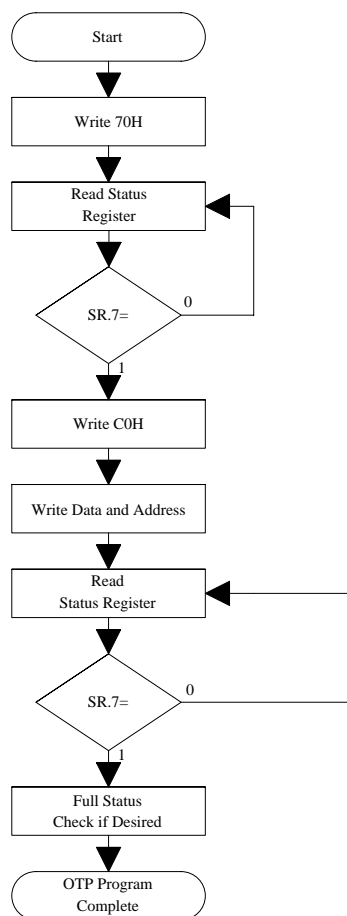 Start
Write 70H
Read Status
Register
SR.7=
0
1
Write C0H
Write Data and Address
Read
Status Register
SR.7=
0
1
Full Status
Check if Desired
OTP Program
Complete